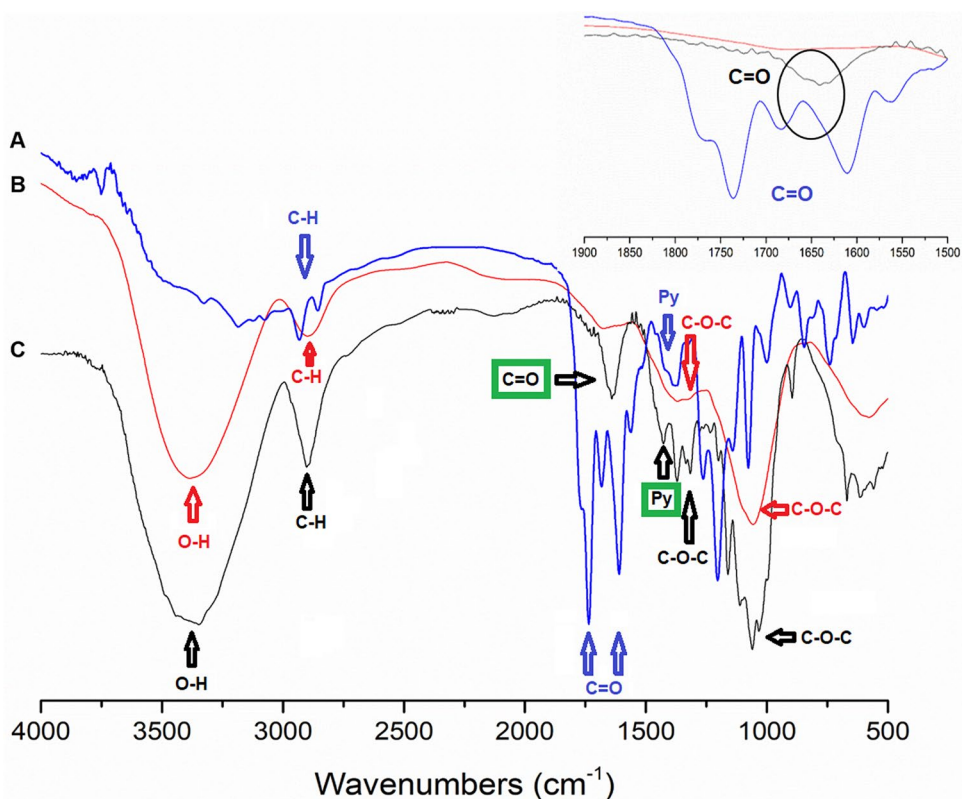 C=O
C=O
1900 1850 1800 1750 1700 1650 1600 1550 1500
A
B
C
C-H
C-H
C-H
O-H
O-H
Py
C-O-C
C=O
Py
C-O-C
C-O-C
C-O-C
C=O
4000 3500 3000 2500 2000 1500 1000 500
Wavenumbers (cm⁻¹)